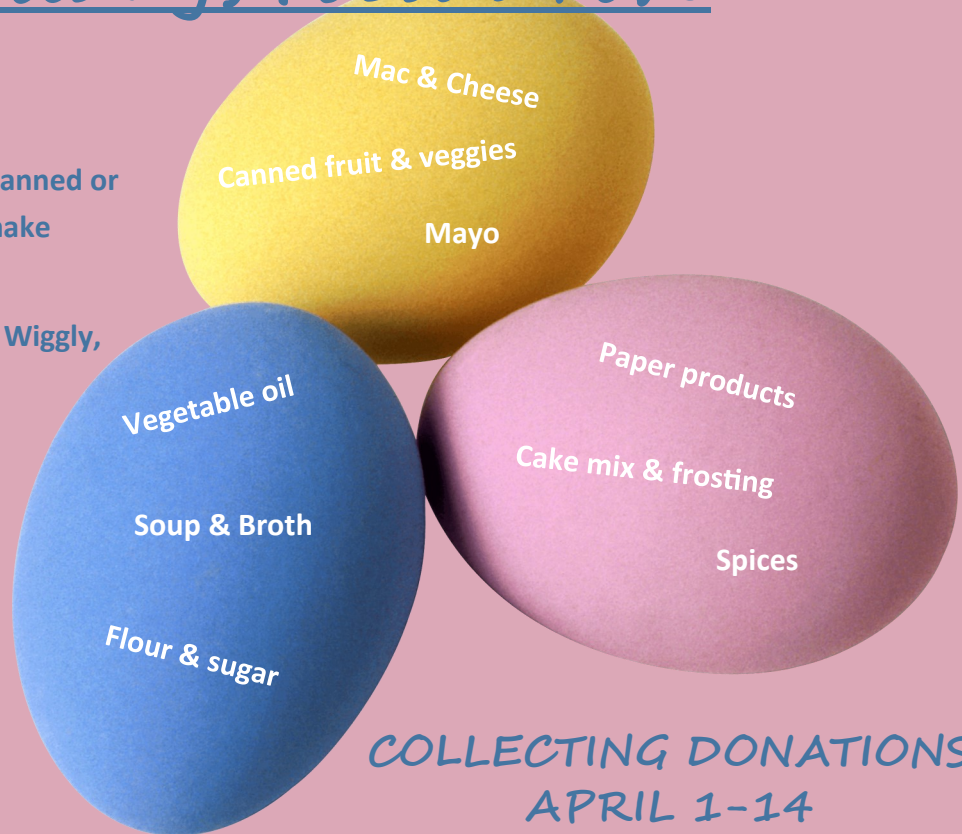 Mac & Cheese
Canned fruit & veggies
Mayo
anned or
ake
Wiggly,
Vegetable oil
Soup & Broth
Flour & sugar
Paper products
Cake mix & frosting
Spices
COLLECTING DONATIONS
APRIL 1-14